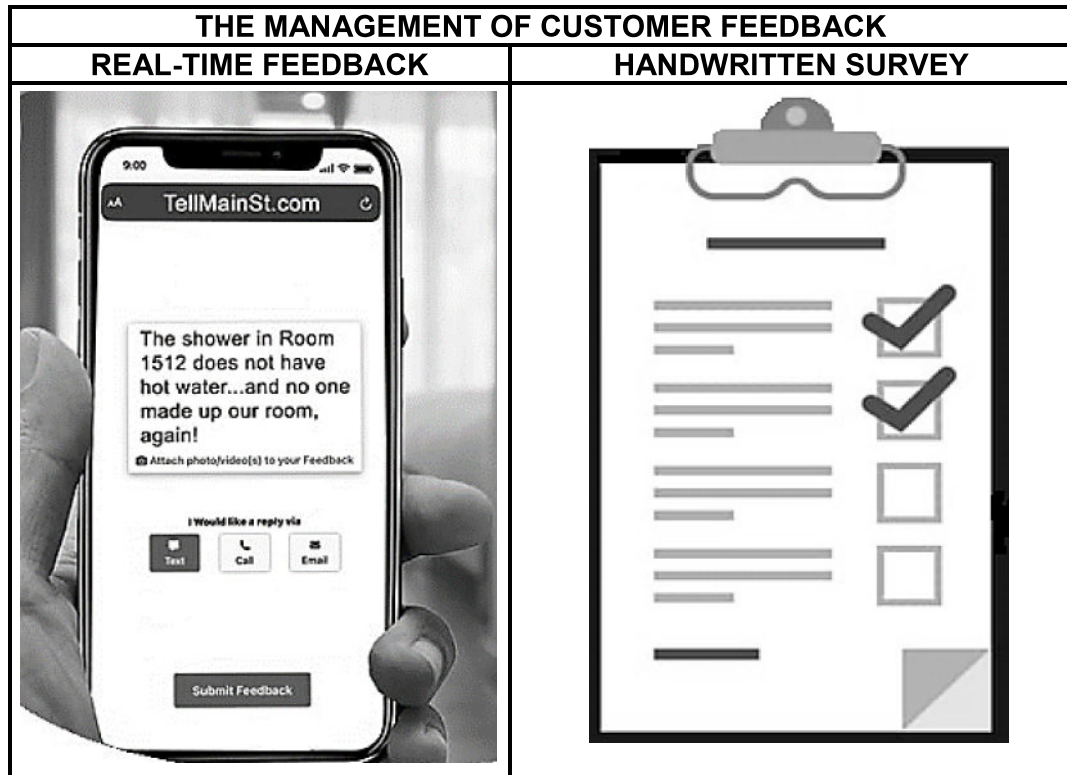 THE MANAGEMENT OF CUSTOMER FEEDBACK
REAL-TIME FEEDBACK
HANDWRITTEN SURVEY
9:00
AA TellMainSt.com
The shower in Room
1512 does not have
hot water...and no one
made up our room,
again!
Attach photo/video(s) to your Feedback
I Would like a reply via
Text Call Email
Submit Feedback